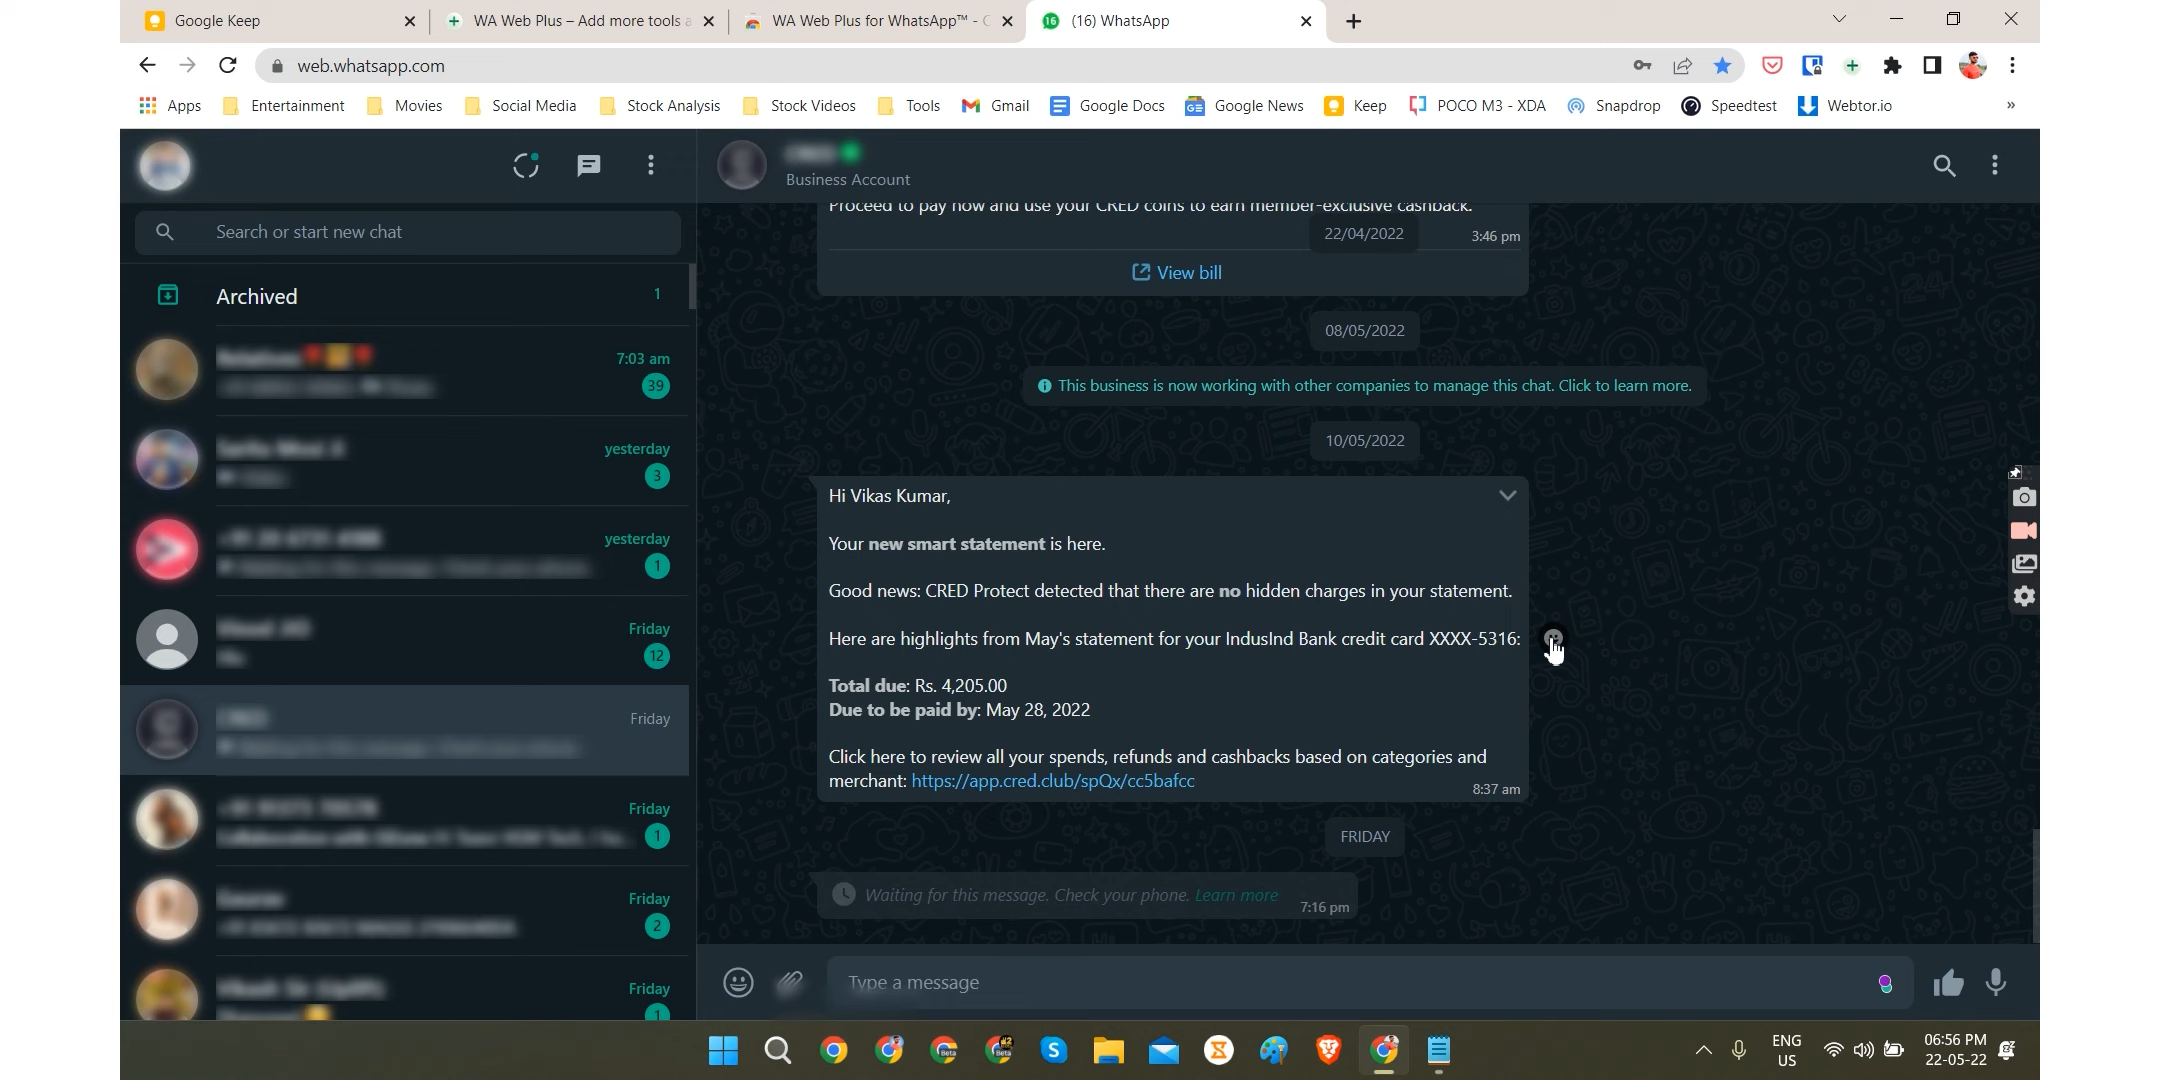 Google Keep
WA Web Plus – Add more tools a
WA Web Plus for WhatsApp™ - C
(16) WhatsApp
web.whatsapp.com
Apps Entertainment Movies Social Media Stock Analysis Stock Videos Tools Gmail Google Docs Google News Keep POCO M3 - XDA Snapdrop Speedtest Webtor.io »
Business Account
Search or start new chat
Archived 1
7:03 am
39
yesterday
3
yesterday
1
Friday
12
Friday
Friday
1
Friday
2
Friday
1
Proceed to pay now and use your CRED coins to earn member-exclusive cashback.
22/04/2022
3:46 pm
View bill
08/05/2022
This business is now working with other companies to manage this chat. Click to learn more.
10/05/2022
Hi Vikas Kumar,
Your new smart statement is here.
Good news: CRED Protect detected that there are no hidden charges in your statement.
Here are highlights from May's statement for your IndusInd Bank credit card XXXX-5316:
Total due: Rs. 4,205.00
Due to be paid by: May 28, 2022
Click here to review all your spends, refunds and cashbacks based on categories and
merchant: https://app.cred.club/spQx/cc5bafcc
8:37 am
FRIDAY
Waiting for this message. Check your phone. Learn more
7:16 pm
Type a message
ENG
US
06:56 PM
22-05-22